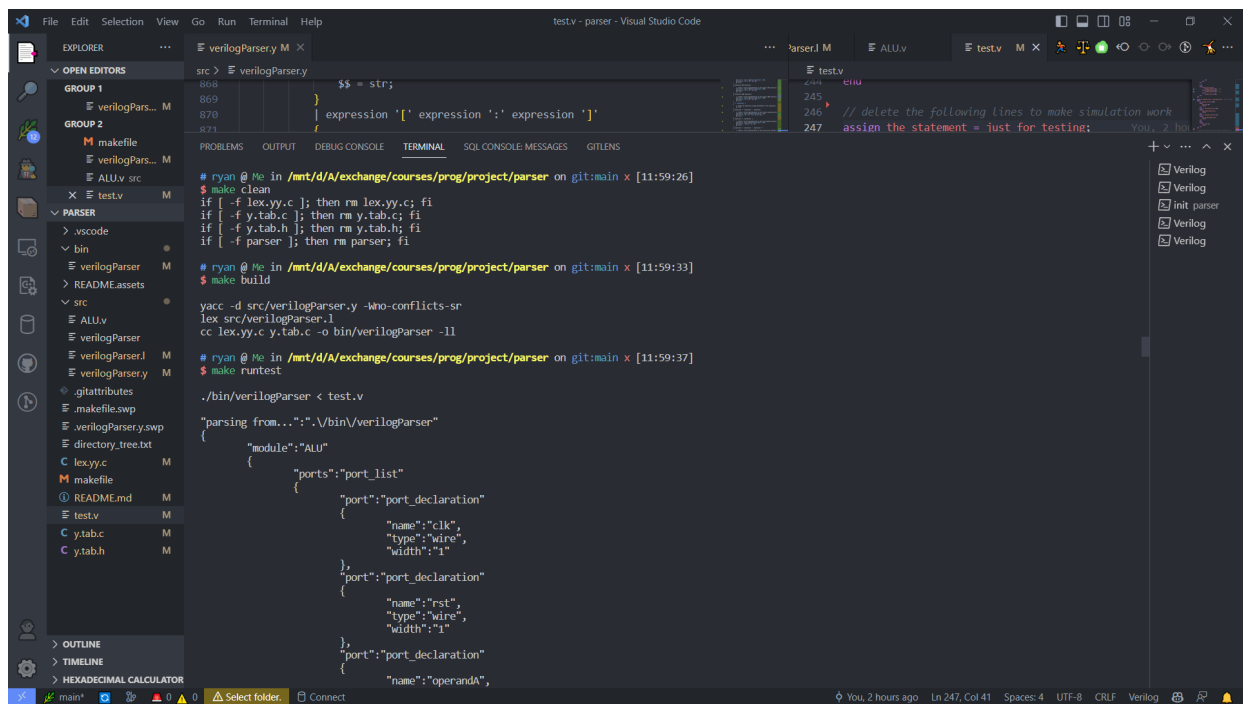 File Edit Selection View Go Run Terminal Help
test.v - parser - Visual Studio Code
EXPLORER
OPEN EDITORS
GROUP 1
verilogPars... M
GROUP 2
makefile
verilogPars... M
ALU.v src
test.v M
PARSER
.vscode
bin
verilogParser M
README.assets
src
ALU.v
verilogParser
verilogParser.l M
verilogParser.y M
.gitattributes
.makefile.swp
.verilogParser.y.swp
directory_tree.txt
lex.yy.c M
makefile
README.md M
test.v M
y.tab.c M
y.tab.h M
OUTLINE
TIMELINE
HEXADECIMAL CALCULATOR
verilogParser.y M
src > verilogParser.y
868 $$ = str;
869 }
870 | expression '[' expression ':' expression ']'
871 {
Parser.l M ALU.v test.v M
test.v
244 end
245
246 // delete the following lines to make simulation work
247 assign the statement = just for testing; You, 2 ho
PROBLEMS OUTPUT DEBUG CONSOLE TERMINAL SQL CONSOLE: MESSAGES GITLENS
# ryan @ Me in /mnt/d/A/exchange/courses/prog/project/parser on git:main x [11:59:26]
$ make clean
if [ -f lex.yy.c ]; then rm lex.yy.c; fi
if [ -f y.tab.c ]; then rm y.tab.c; fi
if [ -f y.tab.h ]; then rm y.tab.h; fi
if [ -f parser ]; then rm parser; fi
# ryan @ Me in /mnt/d/A/exchange/courses/prog/project/parser on git:main x [11:59:33]
$ make build
yacc -d src/verilogParser.y -Wno-conflicts-sr
lex src/verilogParser.l
cc lex.yy.c y.tab.c -o bin/verilogParser -ll
# ryan @ Me in /mnt/d/A/exchange/courses/prog/project/parser on git:main x [11:59:37]
$ make runtest
./bin/verilogParser < test.v
"parsing from...":".\/bin\/verilogParser"
{
"module":"ALU"
{
"ports":"port_list"
{
"port":"port_declaration"
{
"name":"clk",
"type":"wire",
"width":"1"
},
"port":"port_declaration"
{
"name":"rst",
"type":"wire",
"width":"1"
},
"port":"port_declaration"
{
"name":"operandA",
Verilog
Verilog
init parser
Verilog
Verilog
main* 0 0 Select folder. Connect
You, 2 hours ago Ln 247, Col 41 Spaces: 4 UTF-8 CRLF Verilog